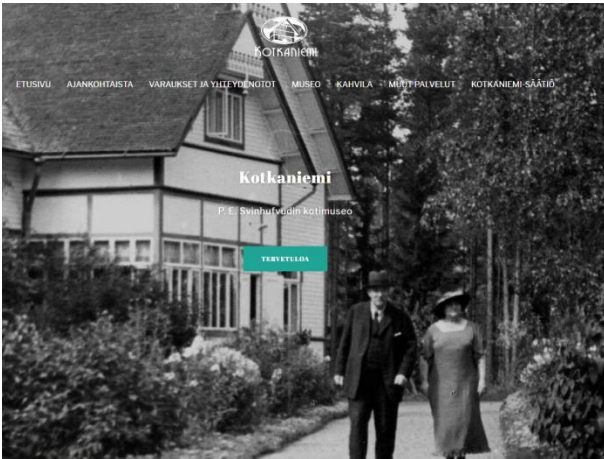 KOTKANIEMI
ETUSIVU AJANKOHTAISTA VARAUKSET JA YHTEYDENOTOT MUSEO KAHVILA MUUT PALVELUT KOTKANIEMI-SÄÄTIÖ
Kotkaniemi
P. E. Svinhufvudin kotimuseo
TERVETULOA